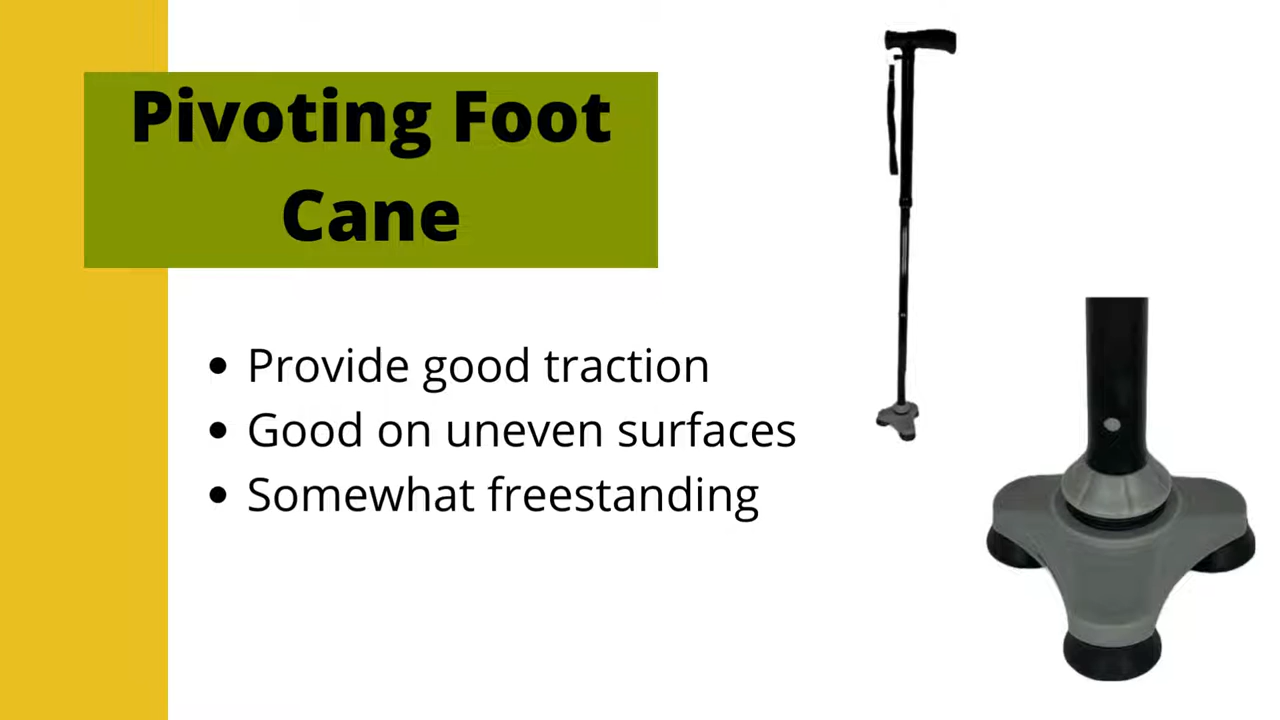 Pivoting Foot
Cane
• Provide good traction
• Good on uneven surfaces
• Somewhat freestanding